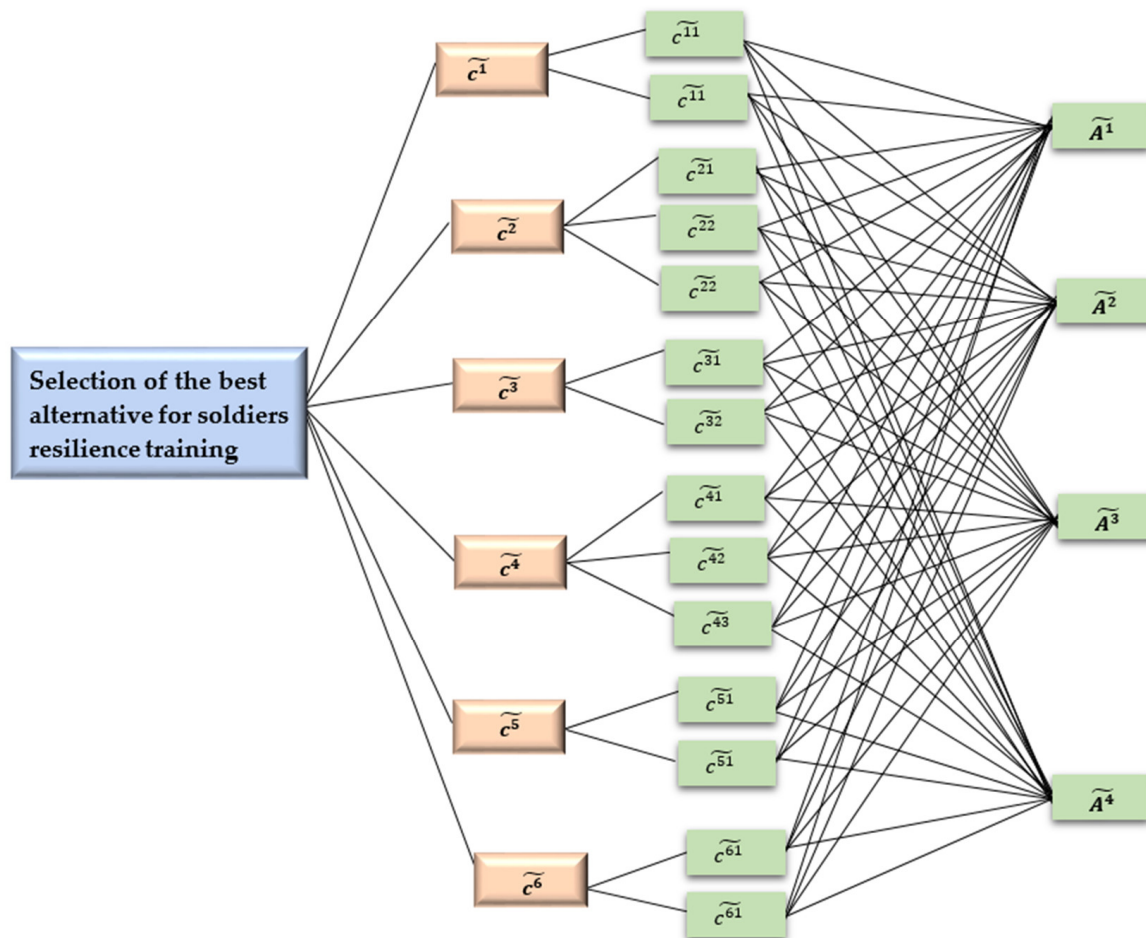 Selection of the best
alternative for soldiers
resilience training
c̃¹
c̃²
c̃³
c̃⁴
c̃⁵
c̃⁶
c̃¹¹
c̃¹¹
c̃²¹
c̃²²
c̃²²
c̃³¹
c̃³²
c̃⁴¹
c̃⁴²
c̃⁴³
c̃⁵¹
c̃⁵¹
c̃⁶¹
c̃⁶¹
Ã¹
Ã²
Ã³
Ã⁴